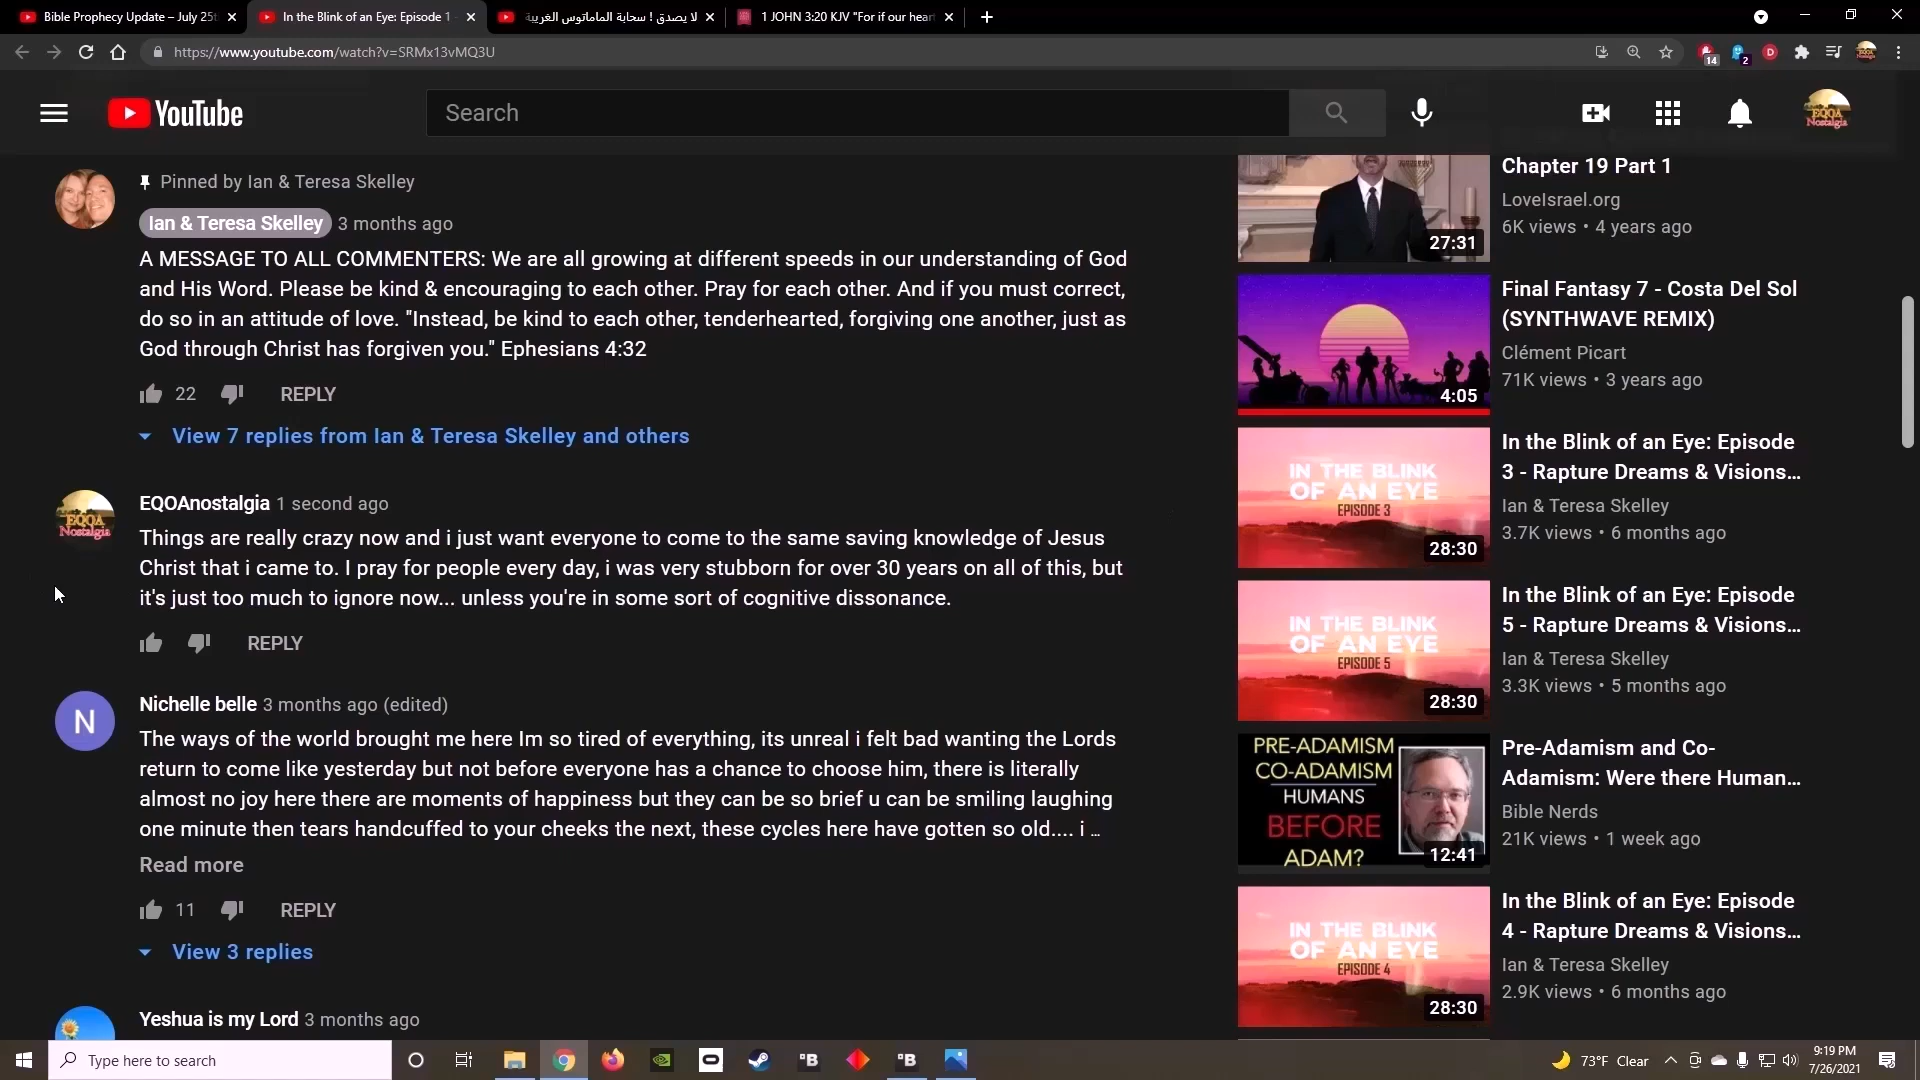 Bible Prophecy Update – July 25t
In the Blink of an Eye: Episode 1
لا يصدق ! سحابة الماماتوس الغريبة
1 JOHN 3:20 KJV "For if our hear
https://www.youtube.com/watch?v=SRMx13vMQ3U
14
2
D
YouTube
Search
EQOA
Nostalgia
Pinned by Ian & Teresa Skelley
Ian & Teresa Skelley 3 months ago
A MESSAGE TO ALL COMMENTERS: We are all growing at different speeds in our understanding of God
and His Word. Please be kind & encouraging to each other. Pray for each other. And if you must correct,
do so in an attitude of love. "Instead, be kind to each other, tenderhearted, forgiving one another, just as
God through Christ has forgiven you." Ephesians 4:32
22 REPLY
View 7 replies from Ian & Teresa Skelley and others
EQOA
Nostalgia
EQOAnostalgia 1 second ago
Things are really crazy now and i just want everyone to come to the same saving knowledge of Jesus
Christ that i came to. I pray for people every day, i was very stubborn for over 30 years on all of this, but
it's just too much to ignore now... unless you're in some sort of cognitive dissonance.
REPLY
N
Nichelle belle 3 months ago (edited)
The ways of the world brought me here Im so tired of everything, its unreal i felt bad wanting the Lords
return to come like yesterday but not before everyone has a chance to choose him, there is literally
almost no joy here there are moments of happiness but they can be so brief u can be smiling laughing
one minute then tears handcuffed to your cheeks the next, these cycles here have gotten so old.... i ...
Read more
11 REPLY
View 3 replies
Yeshua is my Lord 3 months ago
27:31
Chapter 19 Part 1
LoveIsrael.org
6K views • 4 years ago
4:05
Final Fantasy 7 - Costa Del Sol
(SYNTHWAVE REMIX)
Clément Picart
71K views • 3 years ago
IN THE BLINK
OF AN EYE
EPISODE 3
28:30
In the Blink of an Eye: Episode
3 - Rapture Dreams & Visions...
Ian & Teresa Skelley
3.7K views • 6 months ago
IN THE BLINK
OF AN EYE
EPISODE 5
28:30
In the Blink of an Eye: Episode
5 - Rapture Dreams & Visions...
Ian & Teresa Skelley
3.3K views • 5 months ago
PRE-ADAMISM
CO-ADAMISM
HUMANS
BEFORE
ADAM?
12:41
Pre-Adamism and Co-
Adamism: Were there Human...
Bible Nerds
21K views • 1 week ago
IN THE BLINK
OF AN EYE
EPISODE 4
28:30
In the Blink of an Eye: Episode
4 - Rapture Dreams & Visions...
Ian & Teresa Skelley
2.9K views • 6 months ago
Type here to search
B
B
73°F Clear
9:19 PM
7/26/2021